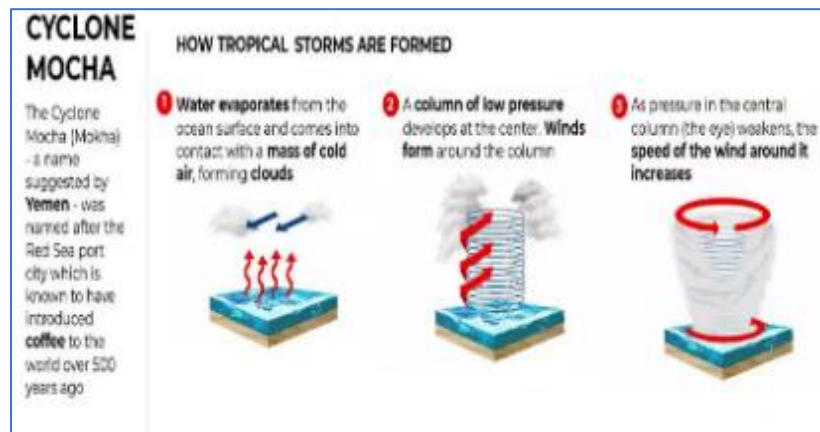 CYCLONE
MOCHA
The Cyclone
Mocha (Mokha)
- a name
suggested by
Yemen - was
named after the
Red Sea port
city which is
known to have
introduced
coffee to the
world over 500
years ago
HOW TROPICAL STORMS ARE FORMED
1 Water evaporates from the
ocean surface and comes into
contact with a mass of cold
air, forming clouds
2 A column of low pressure
develops at the center. Winds
form around the column
3 As pressure in the central
column (the eye) weakens, the
speed of the wind around it
increases